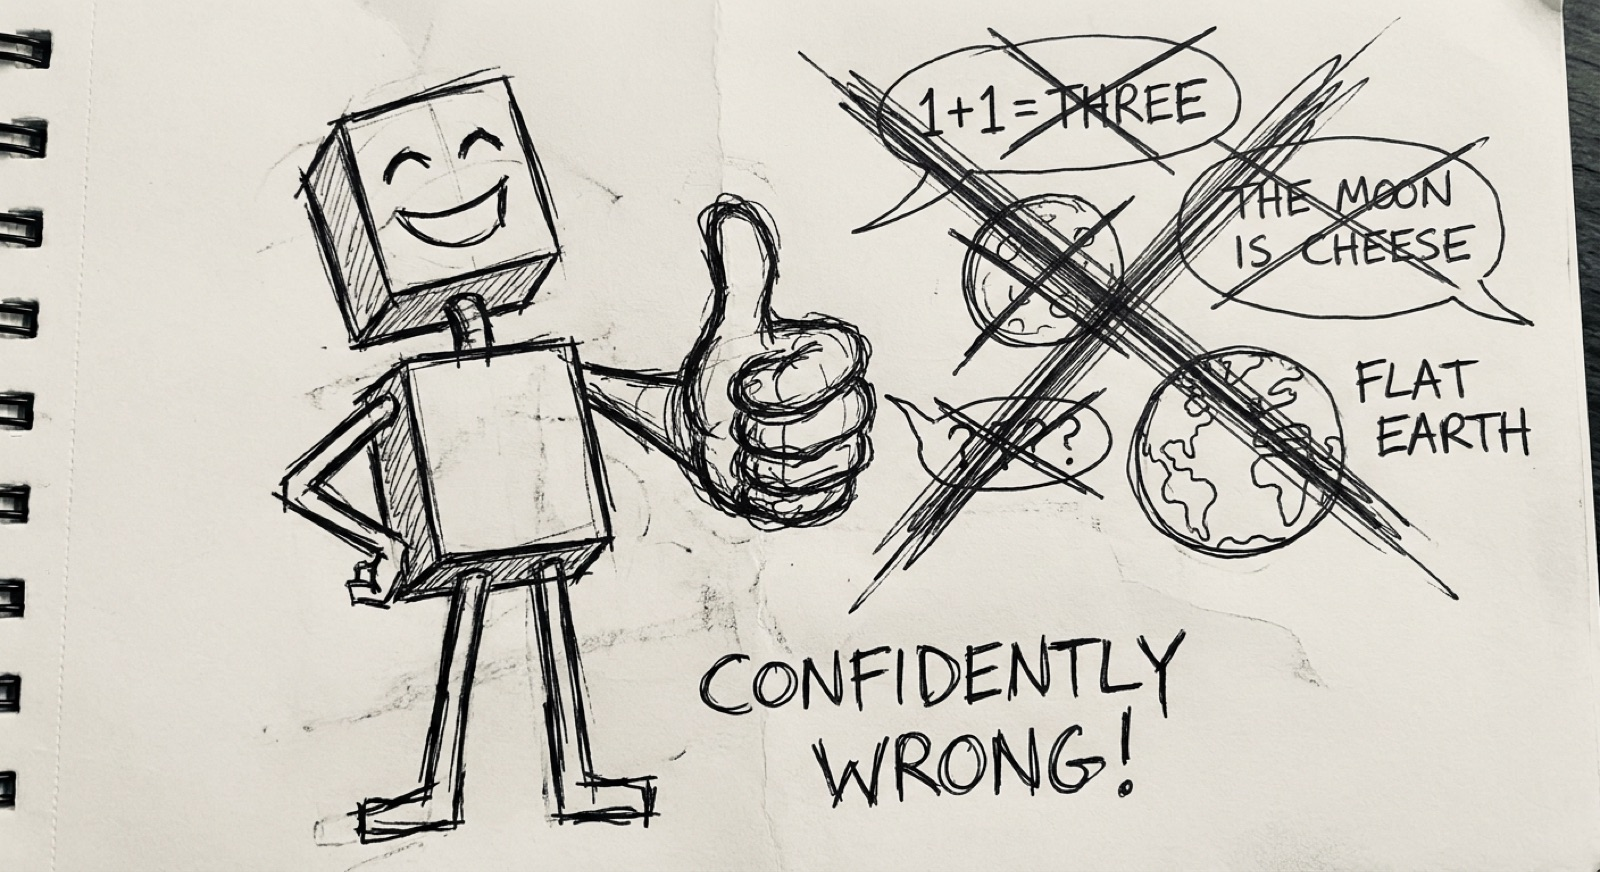 1+1=THREE
THE MOON
IS CHEESE
? ? ?
FLAT
EARTH
CONFIDENTLY
WRONG!